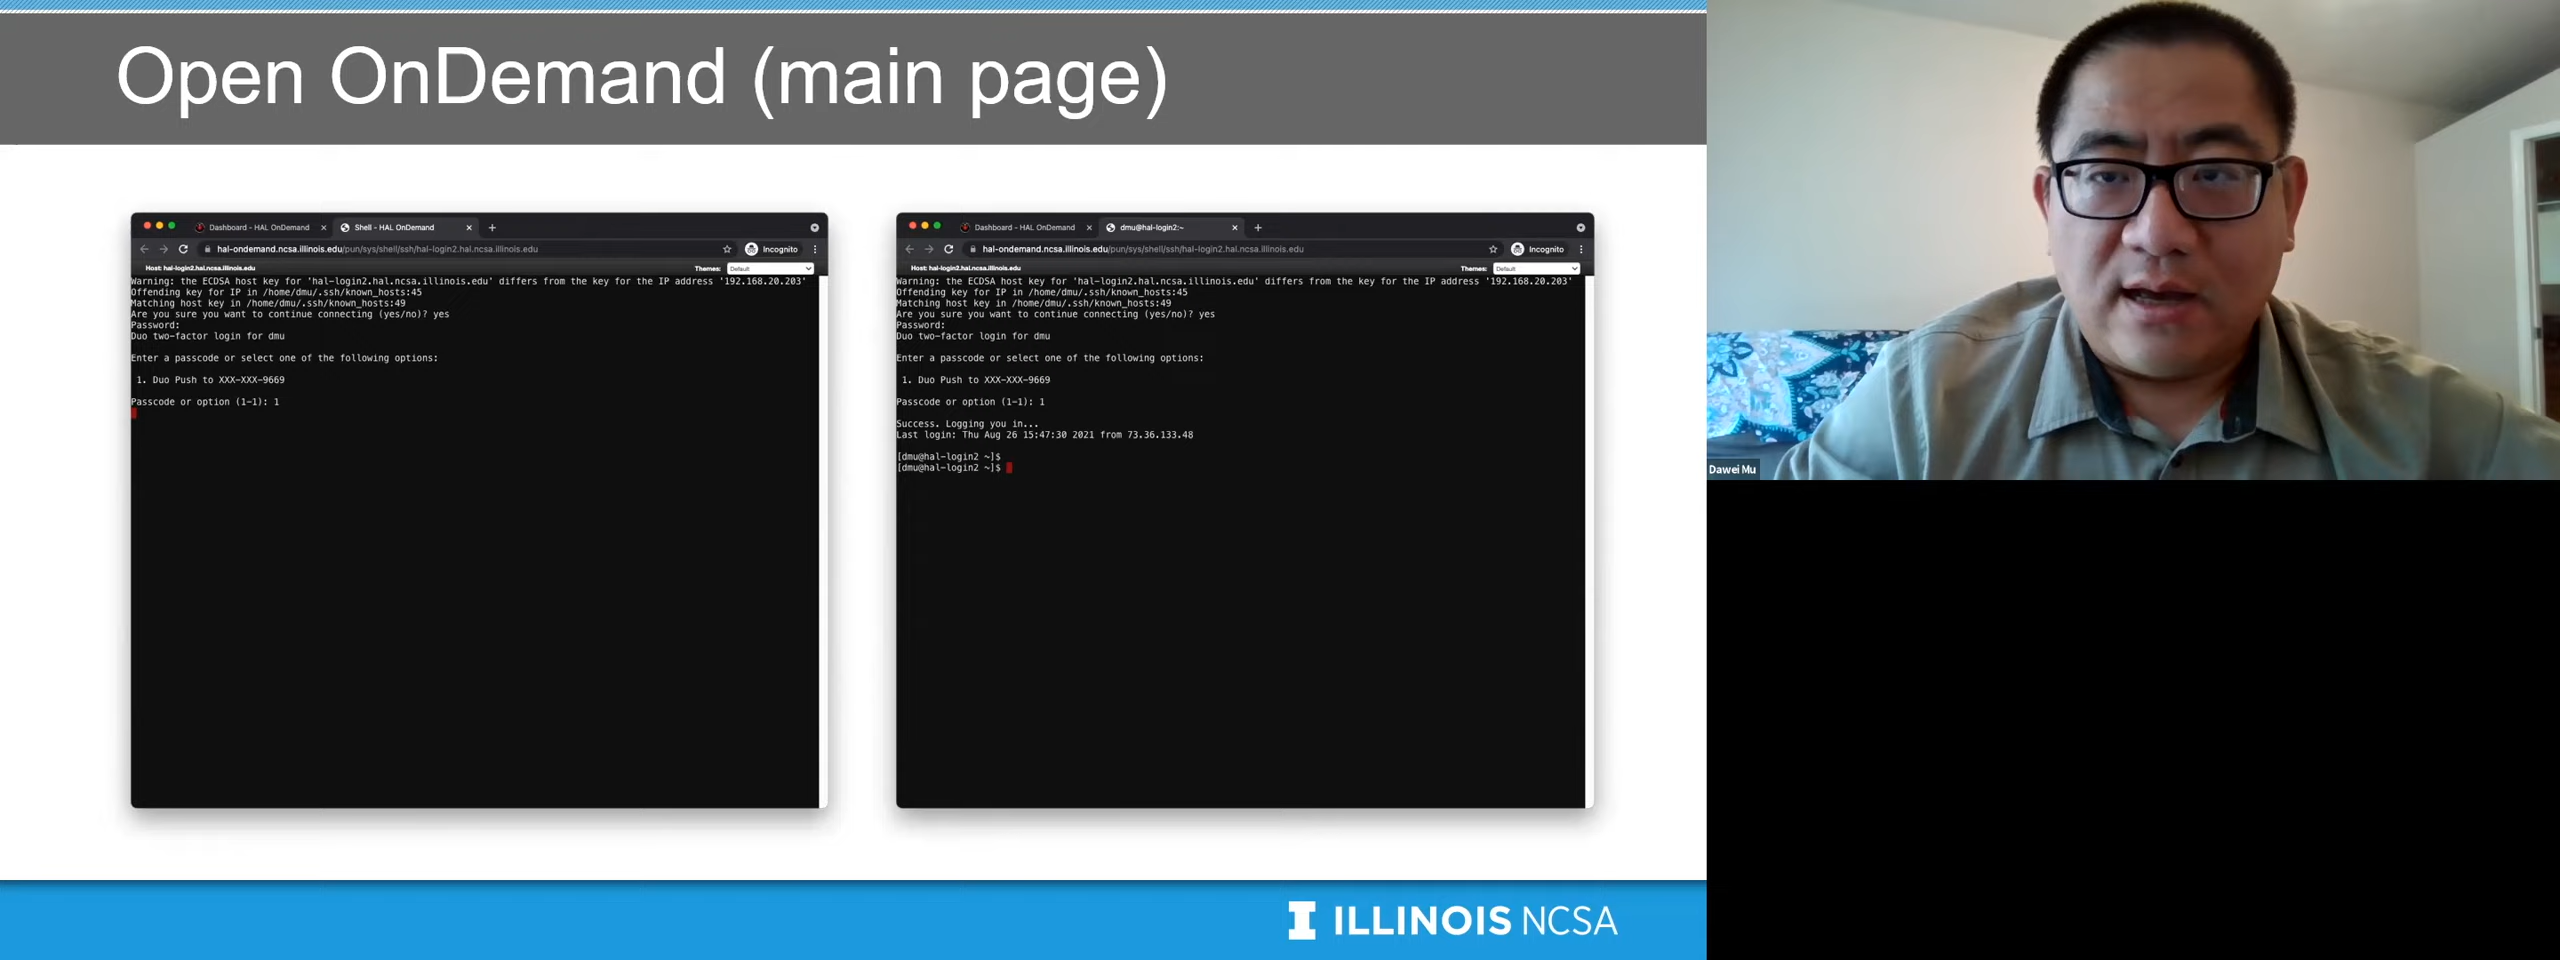 Open OnDemand (main page)
Dashboard - HAL OnDemand
Shell - HAL OnDemand
hal-ondemand.ncsa.illinois.edu/pun/sys/shell/ssh/hal-login2.hal.ncsa.illinois.edu
Incognito
Host: hal-login2.hal.ncsa.illinois.edu
Themes: Default
Warning: the ECDSA host key for 'hal-login2.hal.ncsa.illinois.edu' differs from the key for the IP address '192.168.20.203'
Offending key for IP in /home/dmu/.ssh/known_hosts:45
Matching host key in /home/dmu/.ssh/known_hosts:49
Are you sure you want to continue connecting (yes/no)? yes
Password:
Duo two-factor login for dmu
Enter a passcode or select one of the following options:
1. Duo Push to XXX-XXX-9669
Passcode or option (1-1): 1
Dashboard - HAL OnDemand
dmu@hal-login2:~
hal-ondemand.ncsa.illinois.edu/pun/sys/shell/ssh/hal-login2.hal.ncsa.illinois.edu
Incognito
Host: hal-login2.hal.ncsa.illinois.edu
Themes: Default
Warning: the ECDSA host key for 'hal-login2.hal.ncsa.illinois.edu' differs from the key for the IP address '192.168.20.203'
Offending key for IP in /home/dmu/.ssh/known_hosts:45
Matching host key in /home/dmu/.ssh/known_hosts:49
Are you sure you want to continue connecting (yes/no)? yes
Password:
Duo two-factor login for dmu
Enter a passcode or select one of the following options:
1. Duo Push to XXX-XXX-9669
Passcode or option (1-1): 1
Success. Logging you in...
Last login: Thu Aug 26 15:47:30 2021 from 73.36.133.48
[dmu@hal-login2 ~]$
[dmu@hal-login2 ~]$
I ILLINOIS NCSA
Dawei Mu